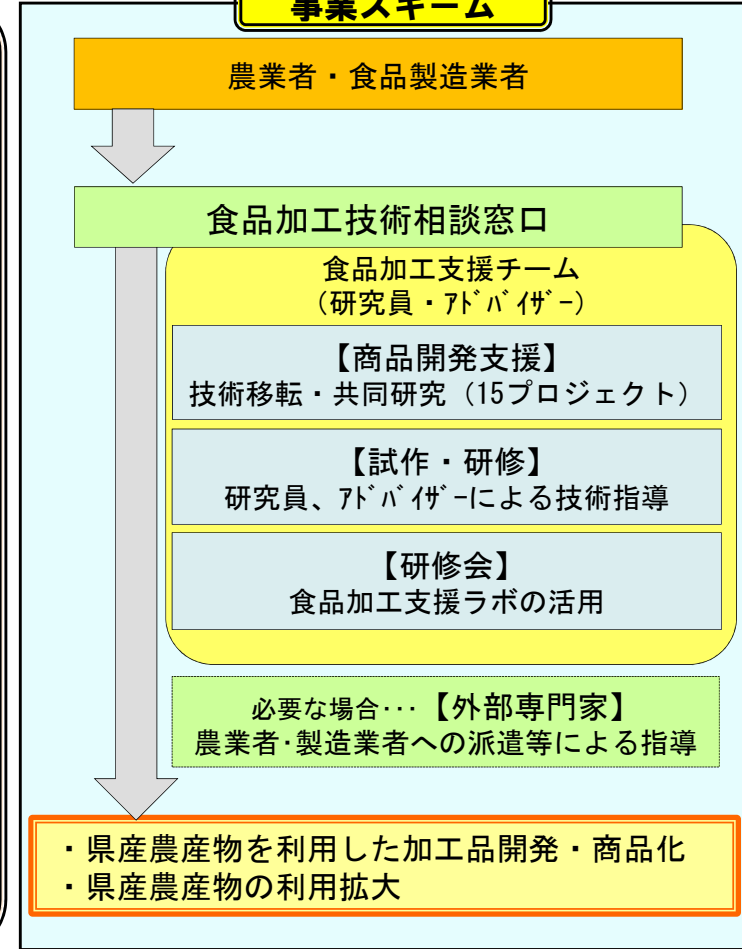 事業スキーム
農業者・食品製造業者
食品加工技術相談窓口
食品加工支援チーム
（研究員・ｱﾄﾞﾊﾞｲｻﾞｰ）
【商品開発支援】
技術移転・共同研究（15プロジェクト）
【試作・研修】
研究員、ｱﾄﾞﾊﾞｲｻﾞｰによる技術指導
【研修会】
食品加工支援ラボの活用
必要な場合･･･【外部専門家】
農業者･製造業者への派遣等による指導
・県産農産物を利用した加工品開発・商品化
・県産農産物の利用拡大